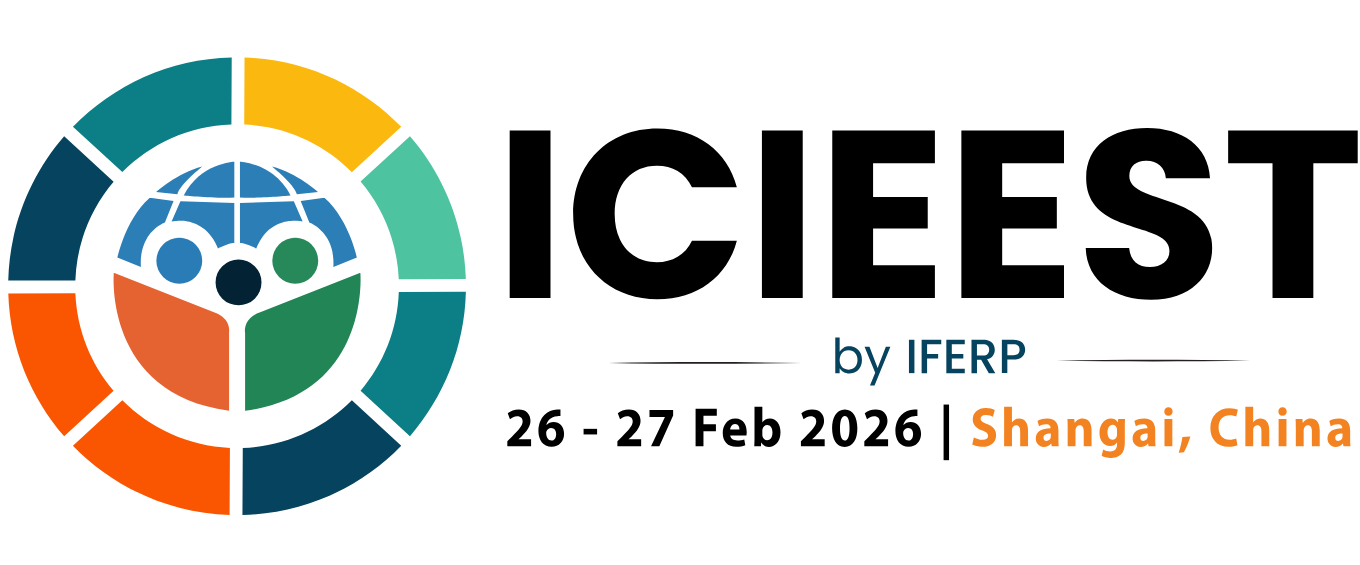 ICIEEST
by IFERP
26 - 27 Feb 2026 | Shangai, China